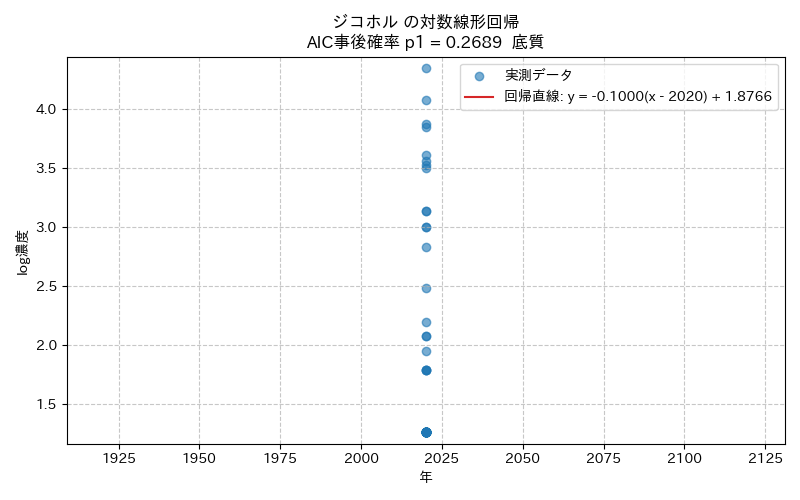 ジコホル の対数線形回帰
AIC事後確率 p1 = 0.2689 底質
実測データ
回帰直線: y = -0.1000(x - 2020) + 1.8766
log濃度
4.0
3.5
3.0
2.5
2.0
1.5
1925 1950 1975 2000 2025 2050 2075 2100 2125
年